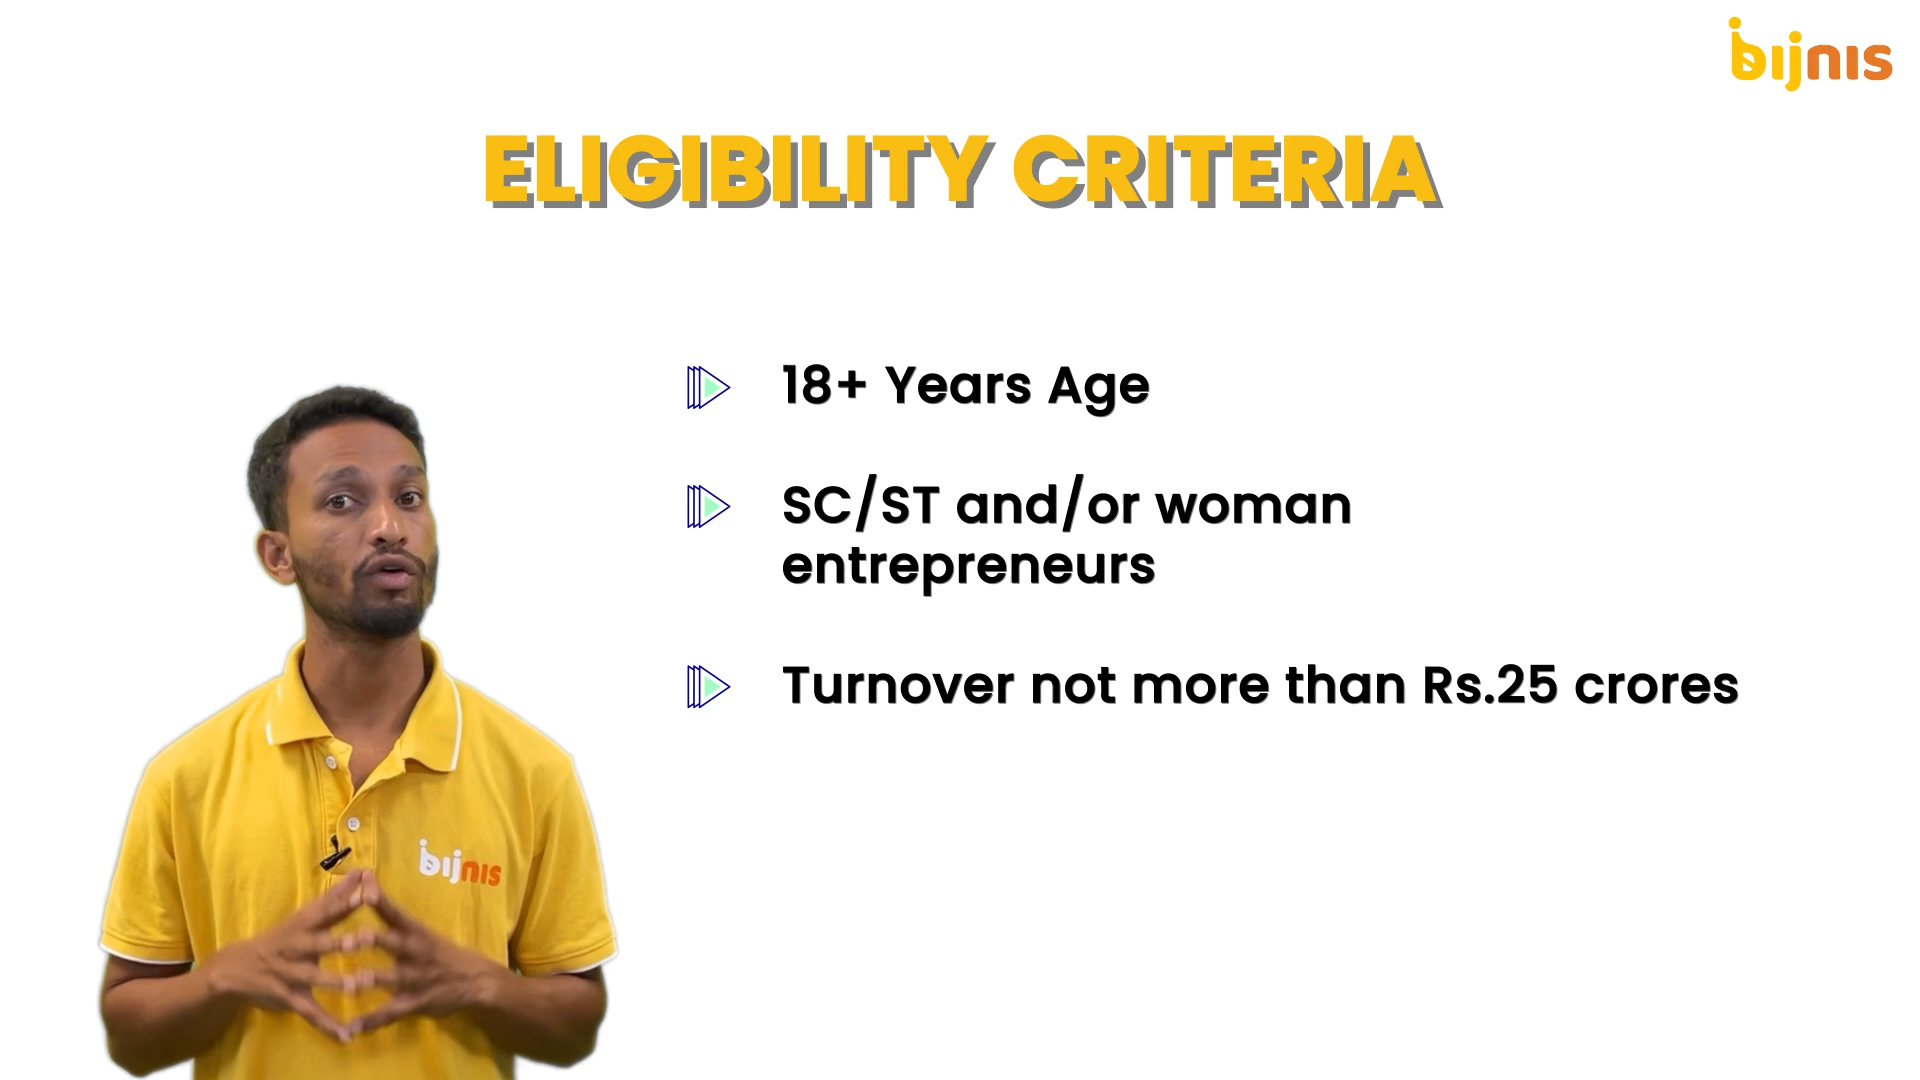 bijnis
ELIGIBILITY CRITERIA
18+ Years Age
SC/ST and/or woman
entrepreneurs
Turnover not more than Rs.25 crores
bijnis